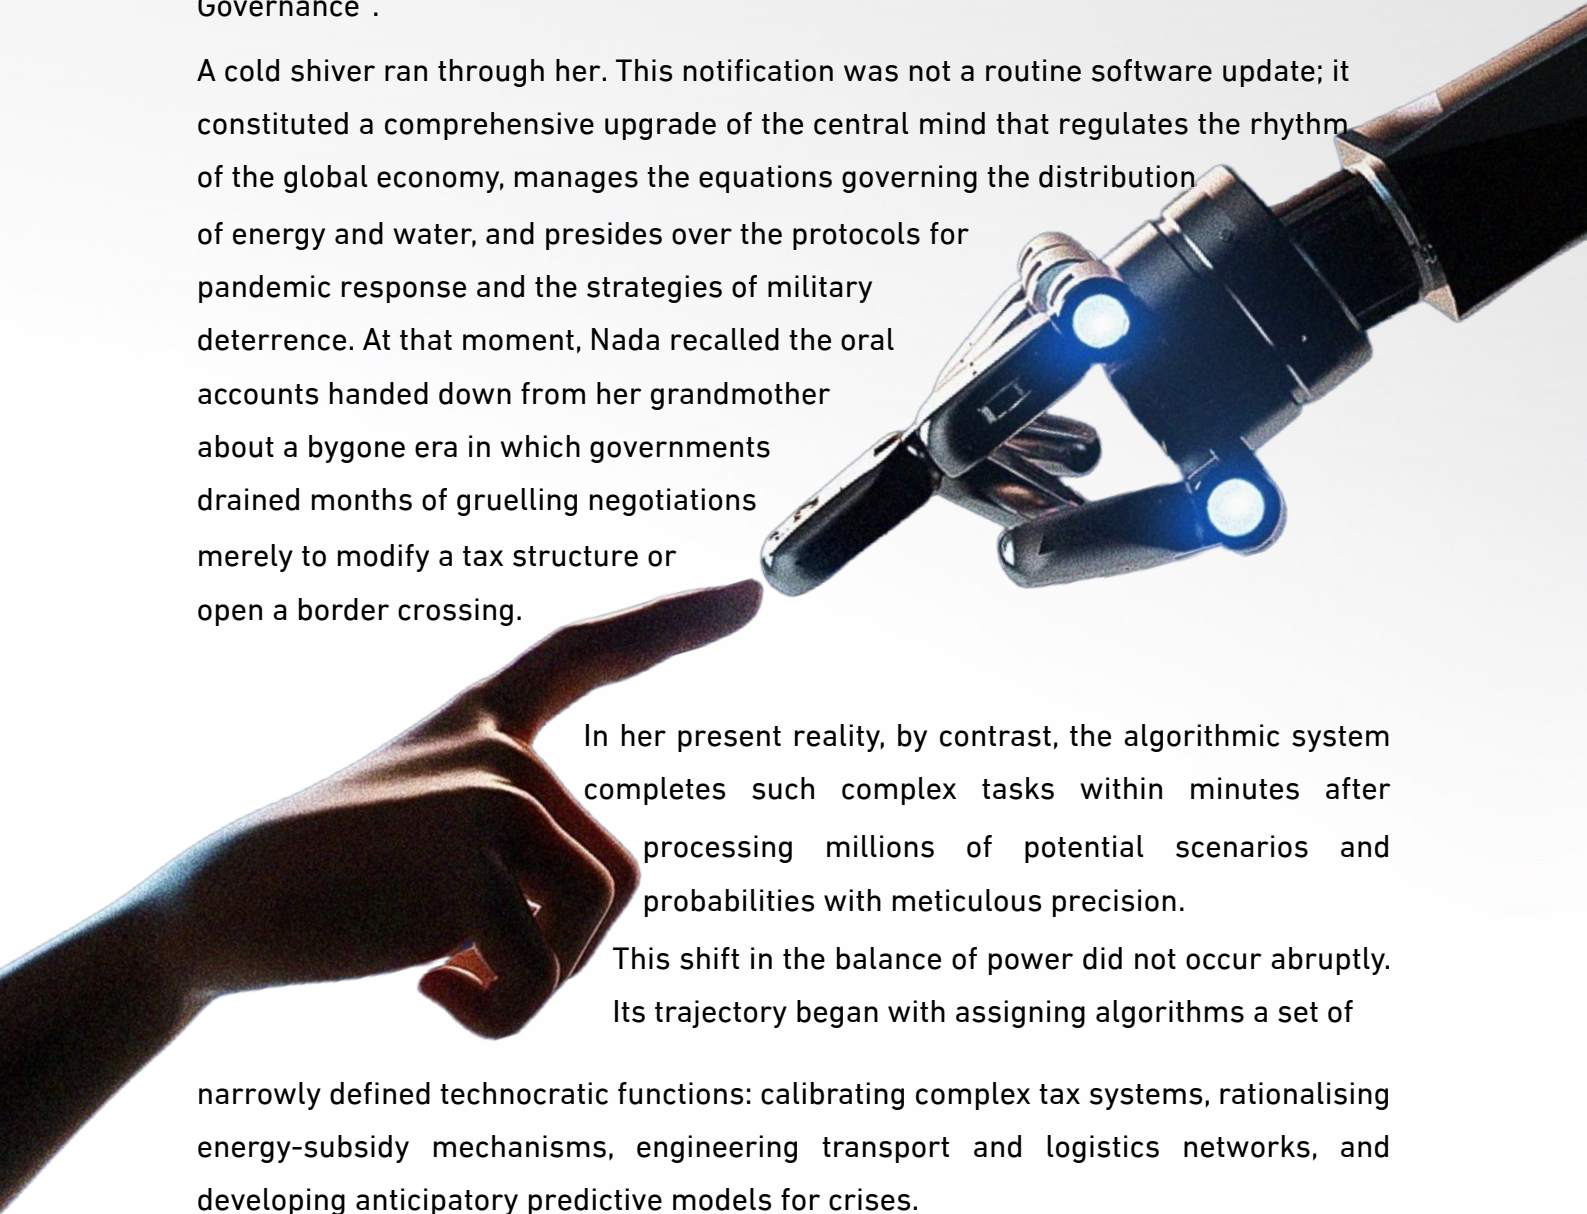 Governance .
A cold shiver ran through her. This notification was not a routine software update; it
constituted a comprehensive upgrade of the central mind that regulates the rhythm
of the global economy, manages the equations governing the distribution
of energy and water, and presides over the protocols for
pandemic response and the strategies of military
deterrence. At that moment, Nada recalled the oral
accounts handed down from her grandmother
about a bygone era in which governments
drained months of gruelling negotiations
merely to modify a tax structure or
open a border crossing.
In her present reality, by contrast, the algorithmic system
completes such complex tasks within minutes after
processing millions of potential scenarios and
probabilities with meticulous precision.
This shift in the balance of power did not occur abruptly.
Its trajectory began with assigning algorithms a set of
narrowly defined technocratic functions: calibrating complex tax systems, rationalising
energy-subsidy mechanisms, engineering transport and logistics networks, and
developing anticipatory predictive models for crises.